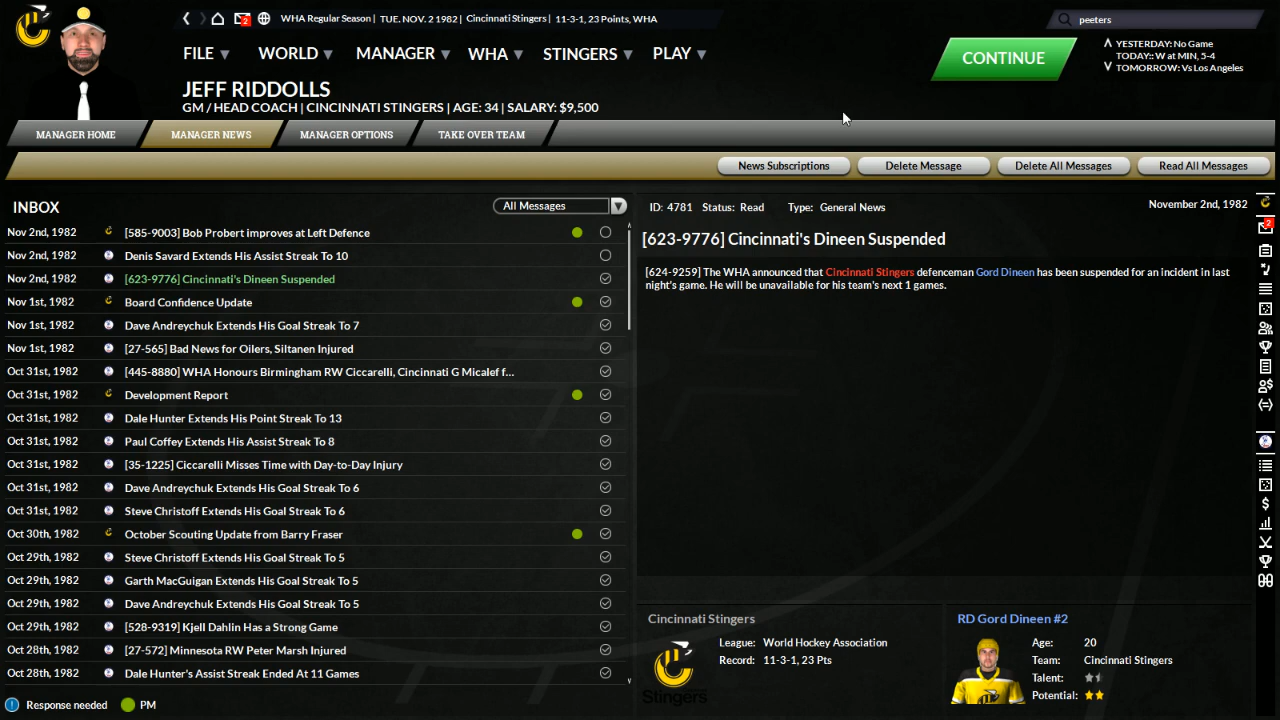 WHA Regular Season | TUE. NOV. 2 1982 | Cincinnati Stingers | 11-3-1, 23 Points, WHA
2
peeters
FILE WORLD MANAGER WHA STINGERS PLAY
CONTINUE
YESTERDAY: No Game
TODAY:: W at MIN, 5-4
TOMORROW: Vs Los Angeles
JEFF RIDDOLLS
GM / HEAD COACH | CINCINNATI STINGERS | AGE: 34 | SALARY: $9,500
MANAGER HOME MANAGER NEWS MANAGER OPTIONS TAKE OVER TEAM
News Subscriptions Delete Message Delete All Messages Read All Messages
INBOX All Messages
Nov 2nd, 1982 [585-9003] Bob Probert improves at Left Defence
Nov 2nd, 1982 Denis Savard Extends His Assist Streak To 10
Nov 2nd, 1982 [623-9776] Cincinnati's Dineen Suspended
Nov 1st, 1982 Board Confidence Update
Nov 1st, 1982 Dave Andreychuk Extends His Goal Streak To 7
Nov 1st, 1982 [27-565] Bad News for Oilers, Siltanen Injured
Oct 31st, 1982 [445-8880] WHA Honours Birmingham RW Ciccarelli, Cincinnati G Micalef f...
Oct 31st, 1982 Development Report
Oct 31st, 1982 Dale Hunter Extends His Point Streak To 13
Oct 31st, 1982 Paul Coffey Extends His Assist Streak To 8
Oct 31st, 1982 [35-1225] Ciccarelli Misses Time with Day-to-Day Injury
Oct 31st, 1982 Dave Andreychuk Extends His Goal Streak To 6
Oct 31st, 1982 Steve Christoff Extends His Goal Streak To 6
Oct 30th, 1982 October Scouting Update from Barry Fraser
Oct 29th, 1982 Steve Christoff Extends His Goal Streak To 5
Oct 29th, 1982 Garth MacGuigan Extends His Goal Streak To 5
Oct 29th, 1982 Dave Andreychuk Extends His Goal Streak To 5
Oct 29th, 1982 [528-9319] Kjell Dahlin Has a Strong Game
Oct 28th, 1982 [27-572] Minnesota RW Peter Marsh Injured
Oct 28th, 1982 Dale Hunter's Assist Streak Ended At 11 Games
Response needed PM
ID: 4781 Status: Read Type: General News November 2nd, 1982
2
[623-9776] Cincinnati's Dineen Suspended
[624-9259] The WHA announced that Cincinnati Stingers defenceman Gord Dineen has been suspended for an incident in last
night's game. He will be unavailable for his team's next 1 games.
Cincinnati Stingers
League: World Hockey Association
Record: 11-3-1, 23 Pts
Stingers
RD Gord Dineen #2
Age: 20
Team: Cincinnati Stingers
Talent:
Potential: